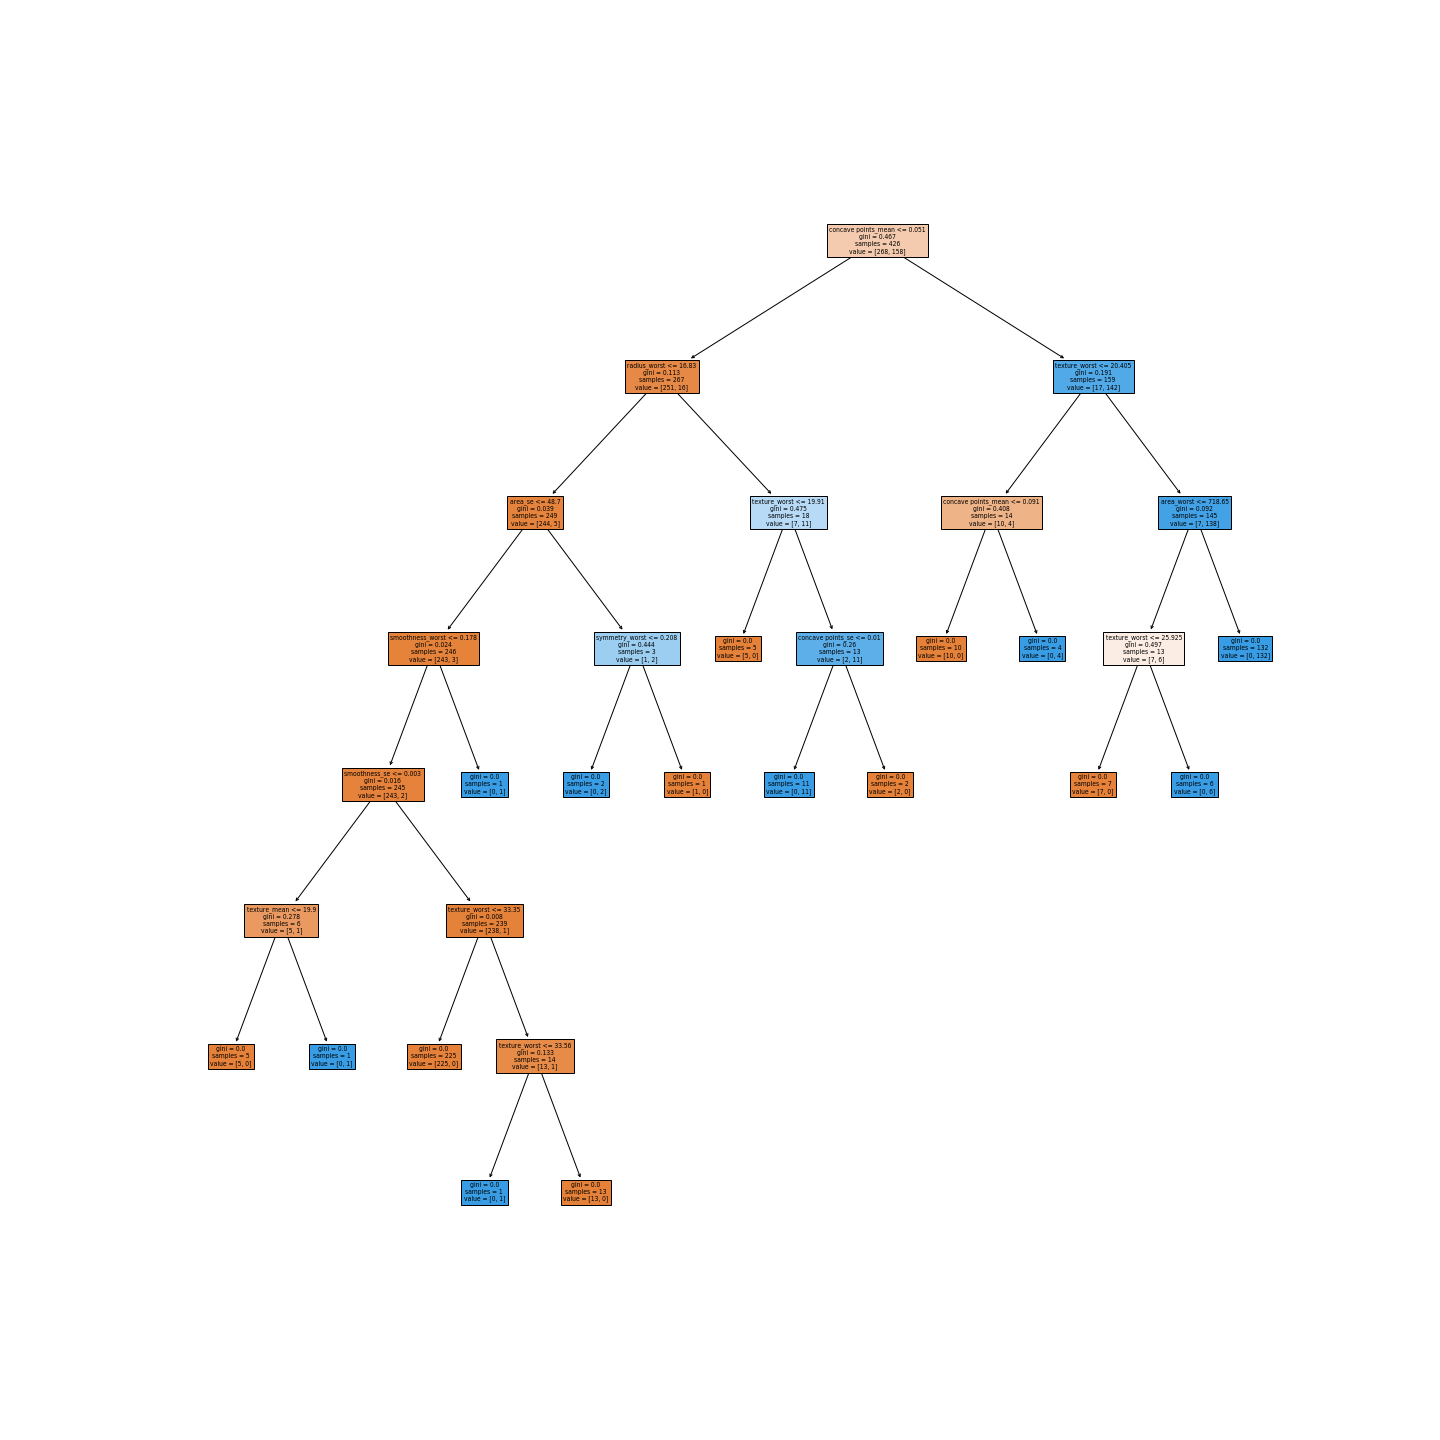 concave points_mean <= 0.051
gini = 0.467
samples = 426
value = [268, 158]
radius_worst <= 16.83
gini = 0.113
samples = 267
value = [251, 16]
texture_worst <= 20.405
gini = 0.191
samples = 159
value = [17, 142]
area_se <= 48.7
gini = 0.039
samples = 249
value = [244, 5]
texture_worst <= 19.91
gini = 0.475
samples = 18
value = [7, 11]
concave points_mean <= 0.091
gini = 0.408
samples = 14
value = [10, 4]
area_worst <= 718.65
gini = 0.092
samples = 145
value = [7, 138]
smoothness_worst <= 0.178
gini = 0.024
samples = 246
value = [243, 3]
symmetry_worst <= 0.208
gini = 0.444
samples = 3
value = [1, 2]
gini = 0.0
samples = 5
value = [5, 0]
concave points_se <= 0.01
gini = 0.26
samples = 13
value = [2, 11]
gini = 0.0
samples = 10
value = [10, 0]
gini = 0.0
samples = 4
value = [0, 4]
texture_worst <= 25.925
gini = 0.497
samples = 13
value = [7, 6]
gini = 0.0
samples = 132
value = [0, 132]
smoothness_se <= 0.003
gini = 0.016
samples = 245
value = [243, 2]
gini = 0.0
samples = 1
value = [0, 1]
gini = 0.0
samples = 2
value = [0, 2]
gini = 0.0
samples = 1
value = [1, 0]
gini = 0.0
samples = 11
value = [0, 11]
gini = 0.0
samples = 2
value = [2, 0]
gini = 0.0
samples = 7
value = [7, 0]
gini = 0.0
samples = 6
value = [0, 6]
texture_mean <= 19.9
gini = 0.278
samples = 6
value = [5, 1]
texture_worst <= 33.35
gini = 0.008
samples = 239
value = [238, 1]
gini = 0.0
samples = 5
value = [5, 0]
gini = 0.0
samples = 1
value = [0, 1]
gini = 0.0
samples = 225
value = [225, 0]
texture_worst <= 33.56
gini = 0.133
samples = 14
value = [13, 1]
gini = 0.0
samples = 1
value = [0, 1]
gini = 0.0
samples = 13
value = [13, 0]